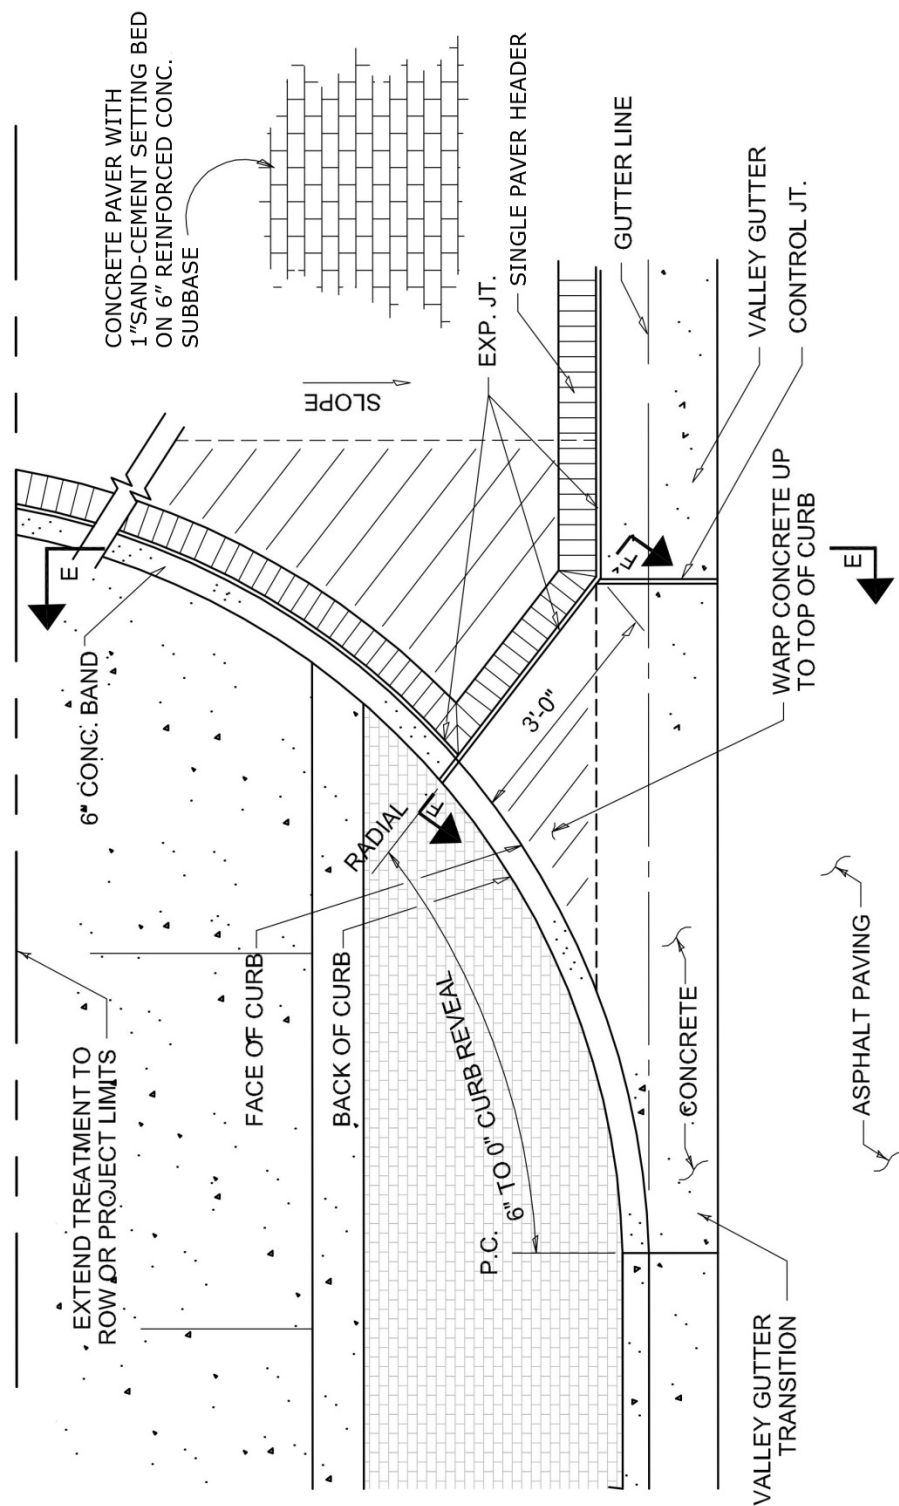 CONCRETE PAVER WITH
1"SAND-CEMENT SETTING BED
ON 6" REINFORCED CONC.
SUBBASE
SLOPE
EXP. JT.
SINGLE PAVER HEADER
GUTTER LINE
VALLEY GUTTER
CONTROL JT.
E
E
F
F
6" CONC. BAND
3'-0"
WARP CONCRETE UP
TO TOP OF CURB
RADIAL
FACE OF CURB
BACK OF CURB
6" TO 0" CURB REVEAL
P.C.
EXTEND TREATMENT TO
ROW OR PROJECT LIMITS
CONCRETE
ASPHALT PAVING
VALLEY GUTTER
TRANSITION